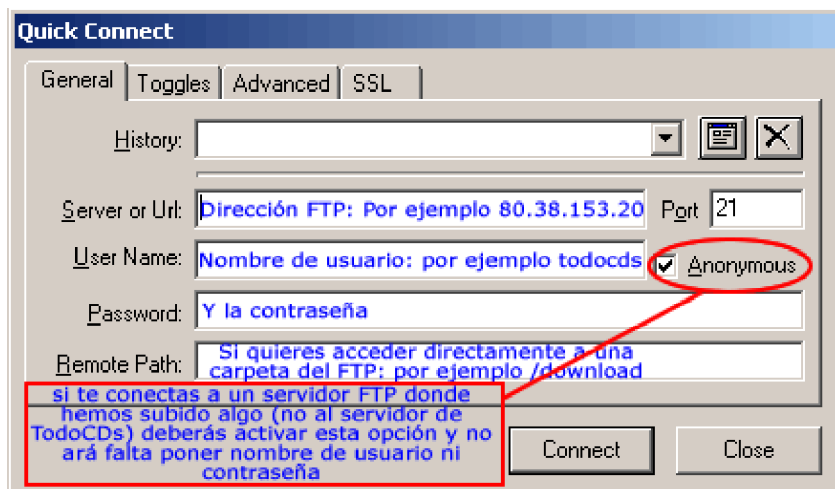 Quick Connect
General Toggles Advanced SSL
History:
Server or Url: Dirección FTP: Por ejemplo 80.38.153.20 Port 21
User Name: Nombre de usuario: por ejemplo todocds Anonymous
Password: Y la contraseña
Remote Path: Si quieres acceder directamente a una
carpeta del FTP: por ejemplo /download
si te conectas a un servidor FTP donde
hemos subido algo (no al servidor de
TodoCDs) deberás activar esta opción y no
ará falta poner nombre de usuario ni
contraseña
Connect Close